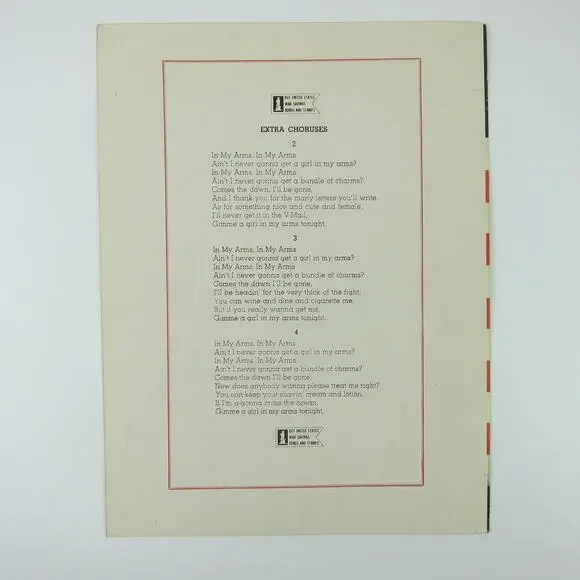 BUY UNITED STATES
WAR SAVINGS
BONDS AND STAMPS
EXTRA CHORUSES
2
In My Arms, In My Arms
Ain't I never gonna get a girl in my arms?
In My Arms, In My Arms
Ain't I never gonna get a bundle of charms?
Comes the dawn, I'll be gone,
And I thank you for the many letters you'll write.
As for something nice and cute and female,
I'll never get it in the V-Mail,
Gimme a girl in my arms tonight.
3
In My Arms, In My Arms
Ain't I never gonna get a girl in my arms?
In My Arms, In My Arms
Ain't I never gonna get a bundle of charms?
Comes the dawn I'll be gone,
I'll be headin' for the very thick of the fight,
You can wine and dine and cigarette me,
But if you really wanna get me,
Gimme a girl in my arms tonight.
4
In My Arms, In My Arms
Ain't I never gonna get a girl in my arms?
In My Arms, In My Arms
Ain't I never gonna get a bundle of charms?
Comes the dawn I'll be gone,
Now does anybody wanna please treat me right?
You can keep your shavin' cream and lotion,
If I'm a-gonna cross the ocean,
Gimme a girl in my arms tonight.
BUY UNITED STATES
WAR SAVINGS
BONDS AND STAMPS